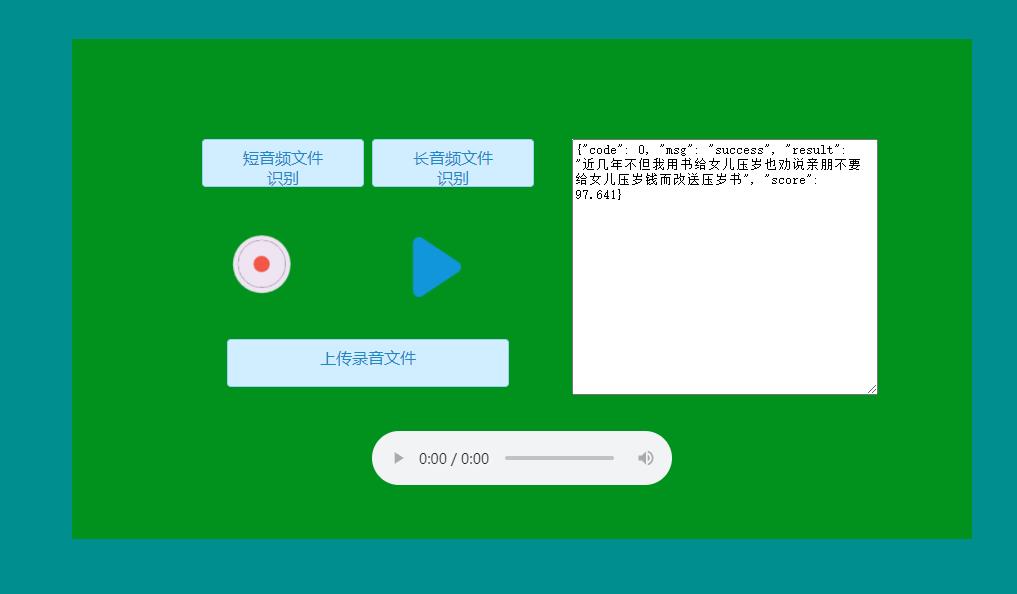 短音频文件
识别
长音频文件
识别
{"code": 0, "msg": "success", "result":
"近几年不但我用书给女儿压岁也劝说亲朋不要
给女儿压岁钱而改送压岁书", "score":
97.641}
上传录音文件
0:00 / 0:00